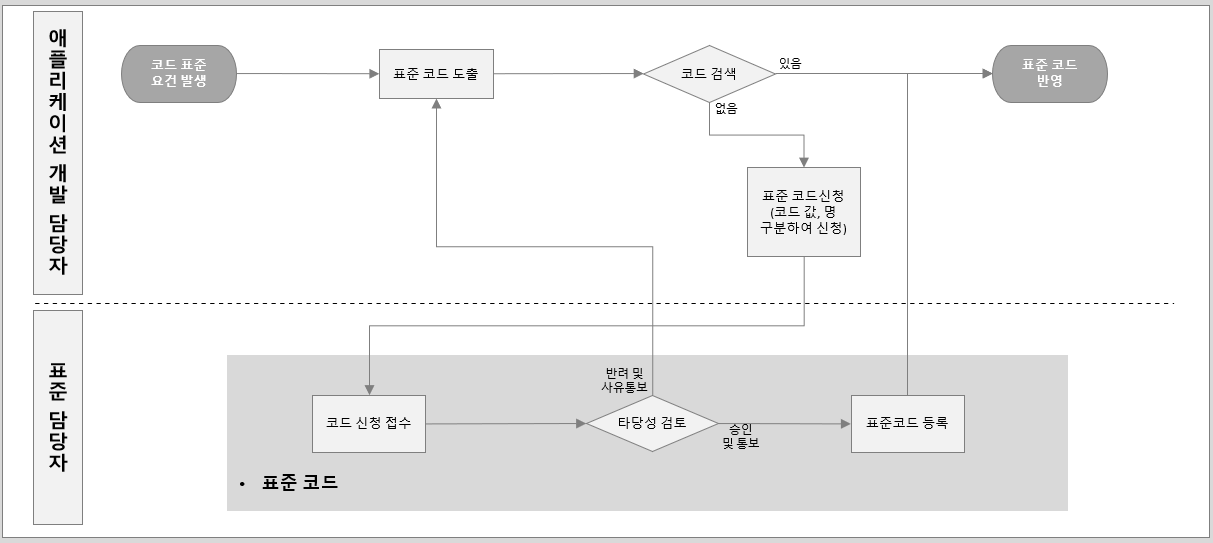 애플리케이션 개발 담당자
코드 표준
요건 발생
표준 코드 도출
코드 검색
있음
없음
표준 코드
반영
표준 코드신청
(코드 값, 명
구분하여 신청)
표준 담당자
반려 및
사유통보
코드 신청 접수
타당성 검토
승인
및 통보
표준코드 등록
• 표준 코드